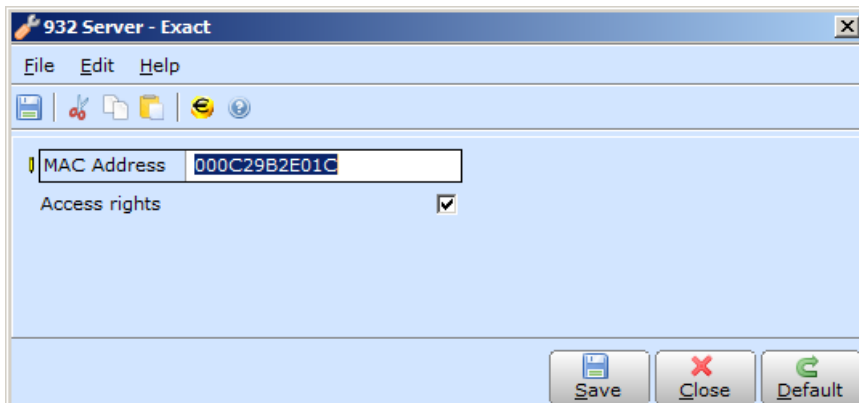 932 Server - Exact
File Edit Help
€
MAC Address 000C29B2E01C
Access rights
Save Close Default